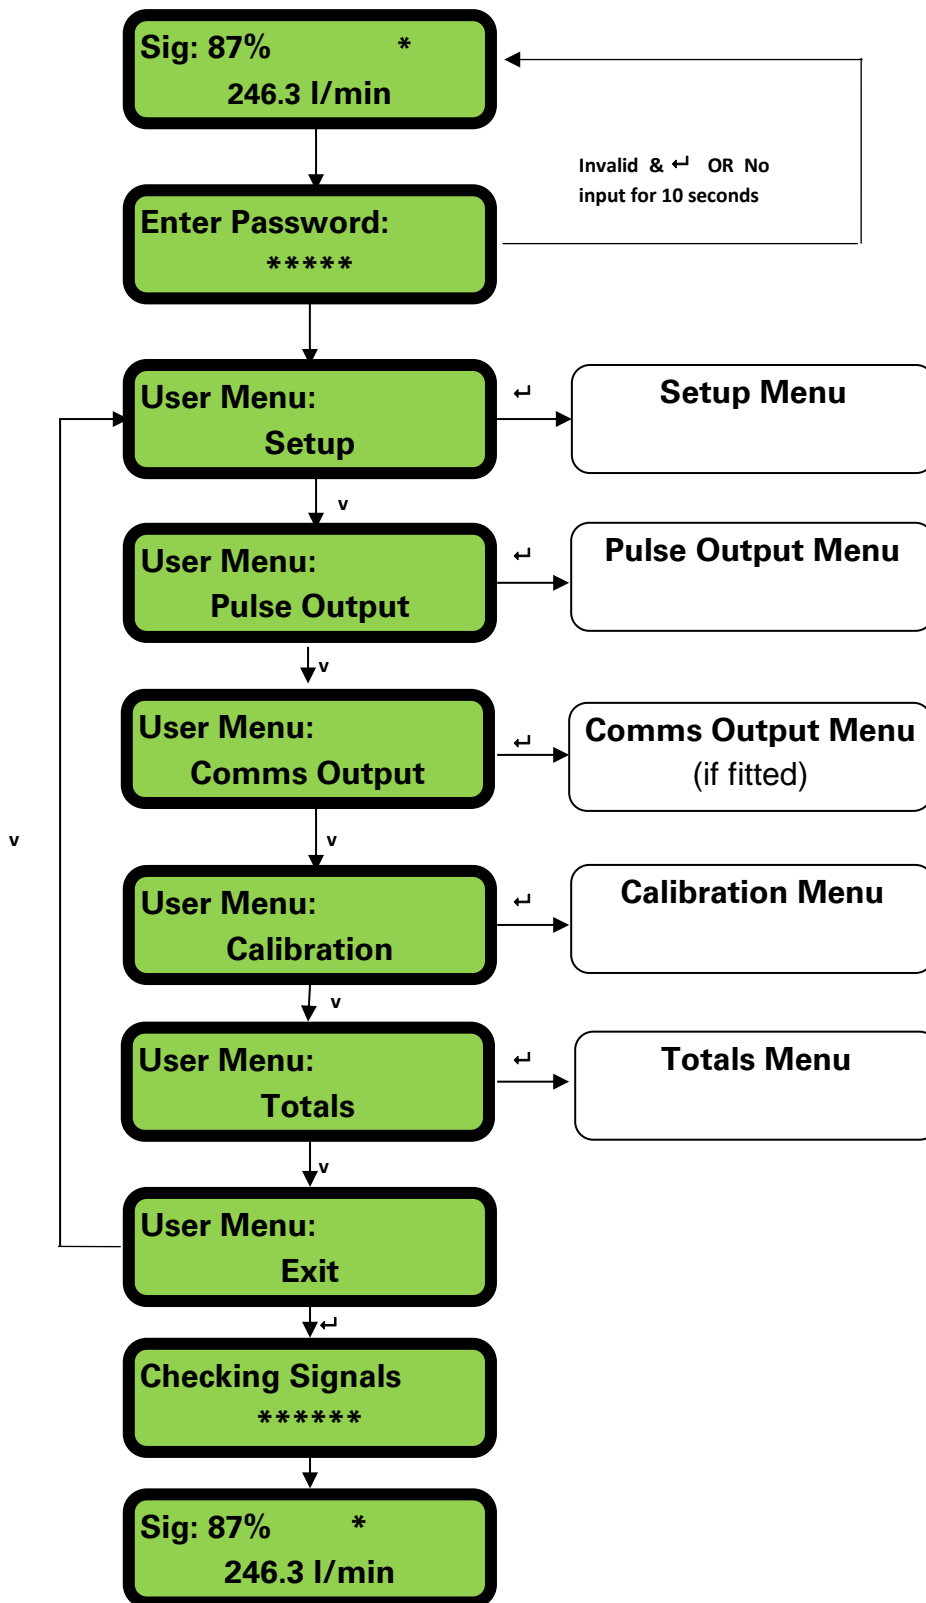 Sig: 87% *
246.3 l/min
Invalid & ↵ OR No
input for 10 seconds
Enter Password:
*****
User Menu:
Setup
↵
Setup Menu
v
User Menu:
Pulse Output
↵
Pulse Output Menu
v
User Menu:
Comms Output
↵
Comms Output Menu
(if fitted)
v
v
User Menu:
Calibration
↵
Calibration Menu
v
User Menu:
Totals
↵
Totals Menu
v
User Menu:
Exit
↵
Checking Signals
******
Sig: 87% *
246.3 l/min